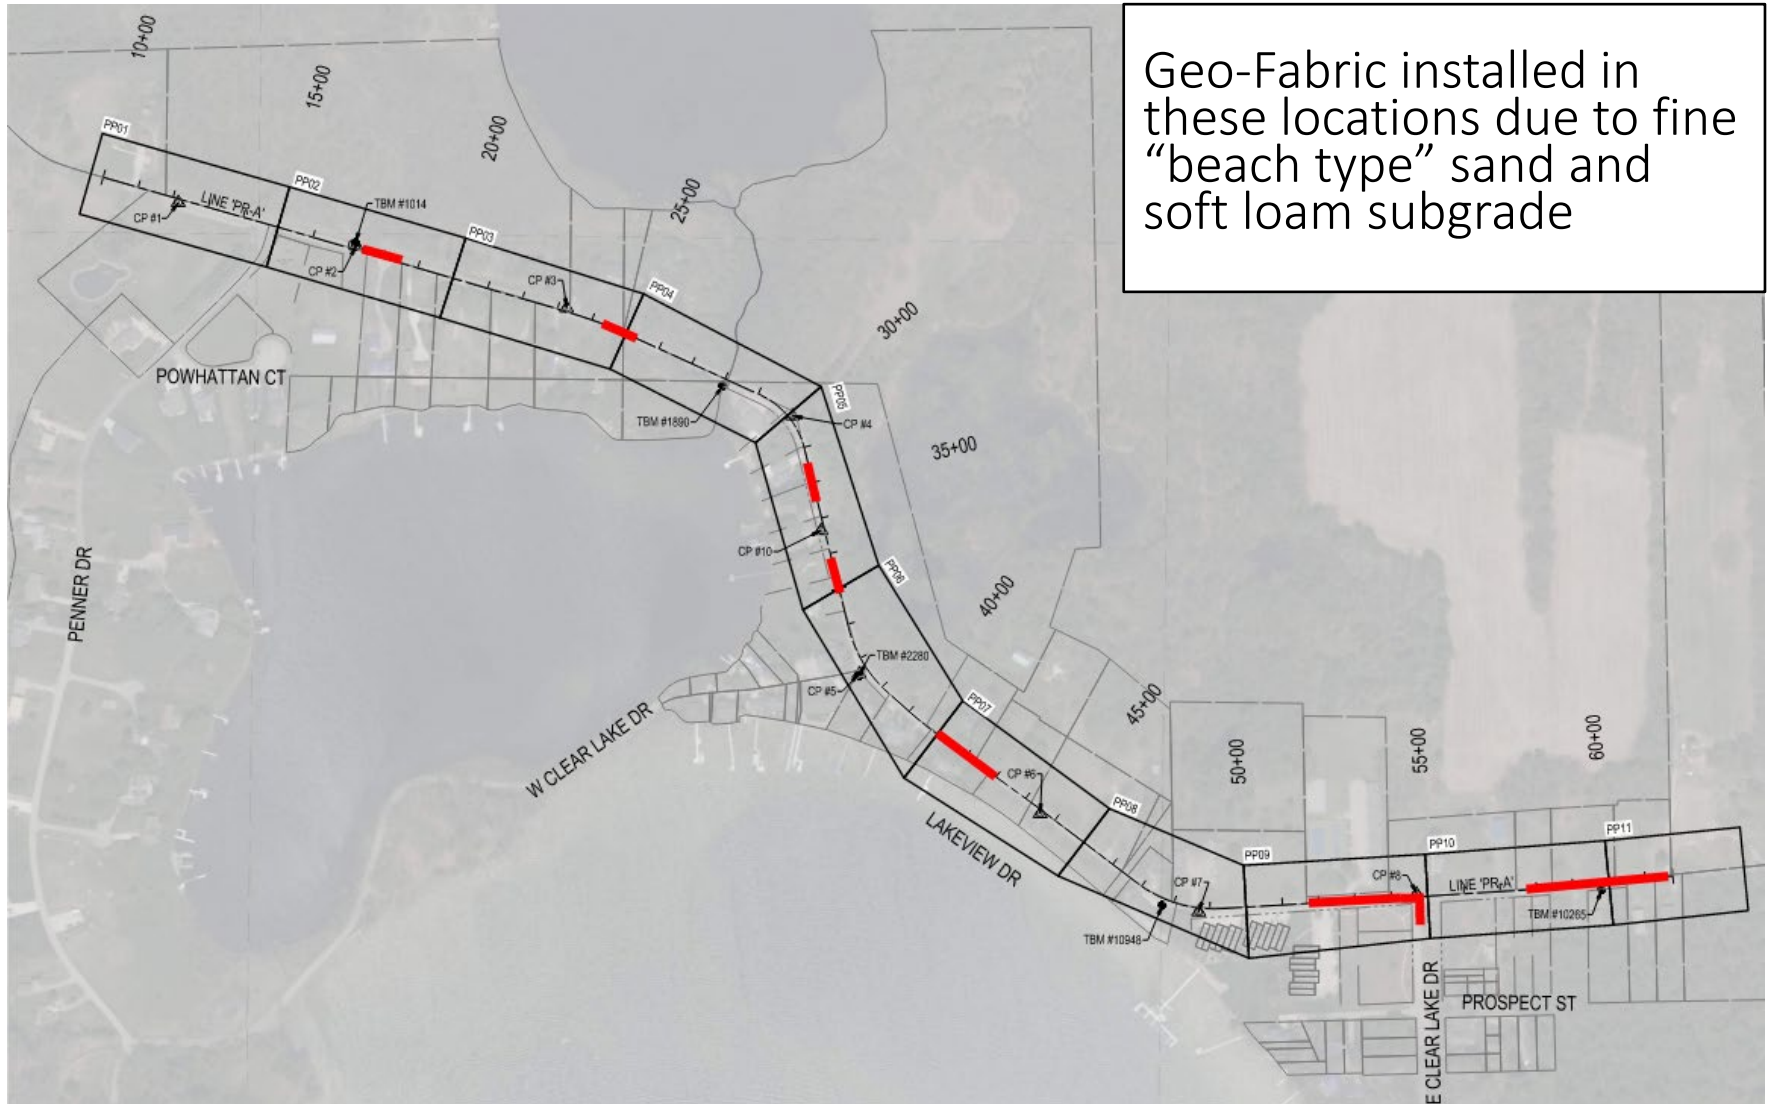 Geo-Fabric installed in
these locations due to fine
“beach type” sand and
soft loam subgrade
10+00
15+00
20+00
25+00
30+00
35+00
40+00
45+00
50+00
55+00
60+00
PP01
LINE 'PR-A'
CP #1
PP02
TBM #1014
CP #2
PP03
CP #3
PP04
POWHATTAN CT
TBM #1890
PP05
CP #4
CP #10
PP06
PENNER DR
TBM #2280
CP #5
W CLEAR LAKE DR
PP07
CP #6
LAKEVIEW DR
PP08
CP #7
TBM #10948
PP09
CP #8
PP10
LINE 'PR-A'
PP11
TBM #10265
E CLEAR LAKE DR
PROSPECT ST